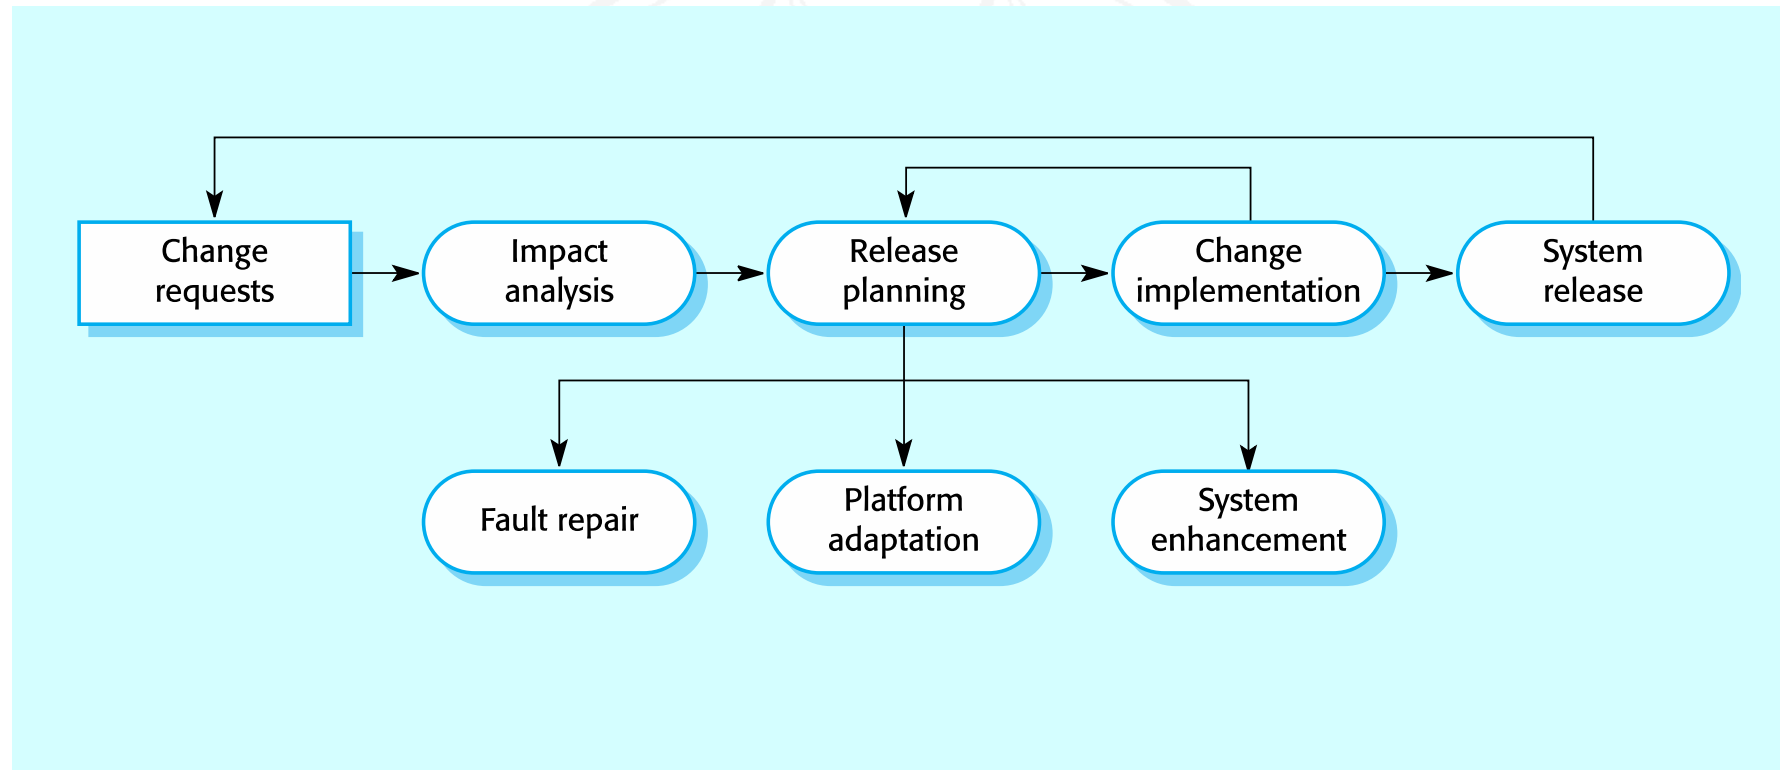 Change
requests
Impact
analysis
Release
planning
Change
implementation
System
release
Fault repair
Platform
adaptation
System
enhancement